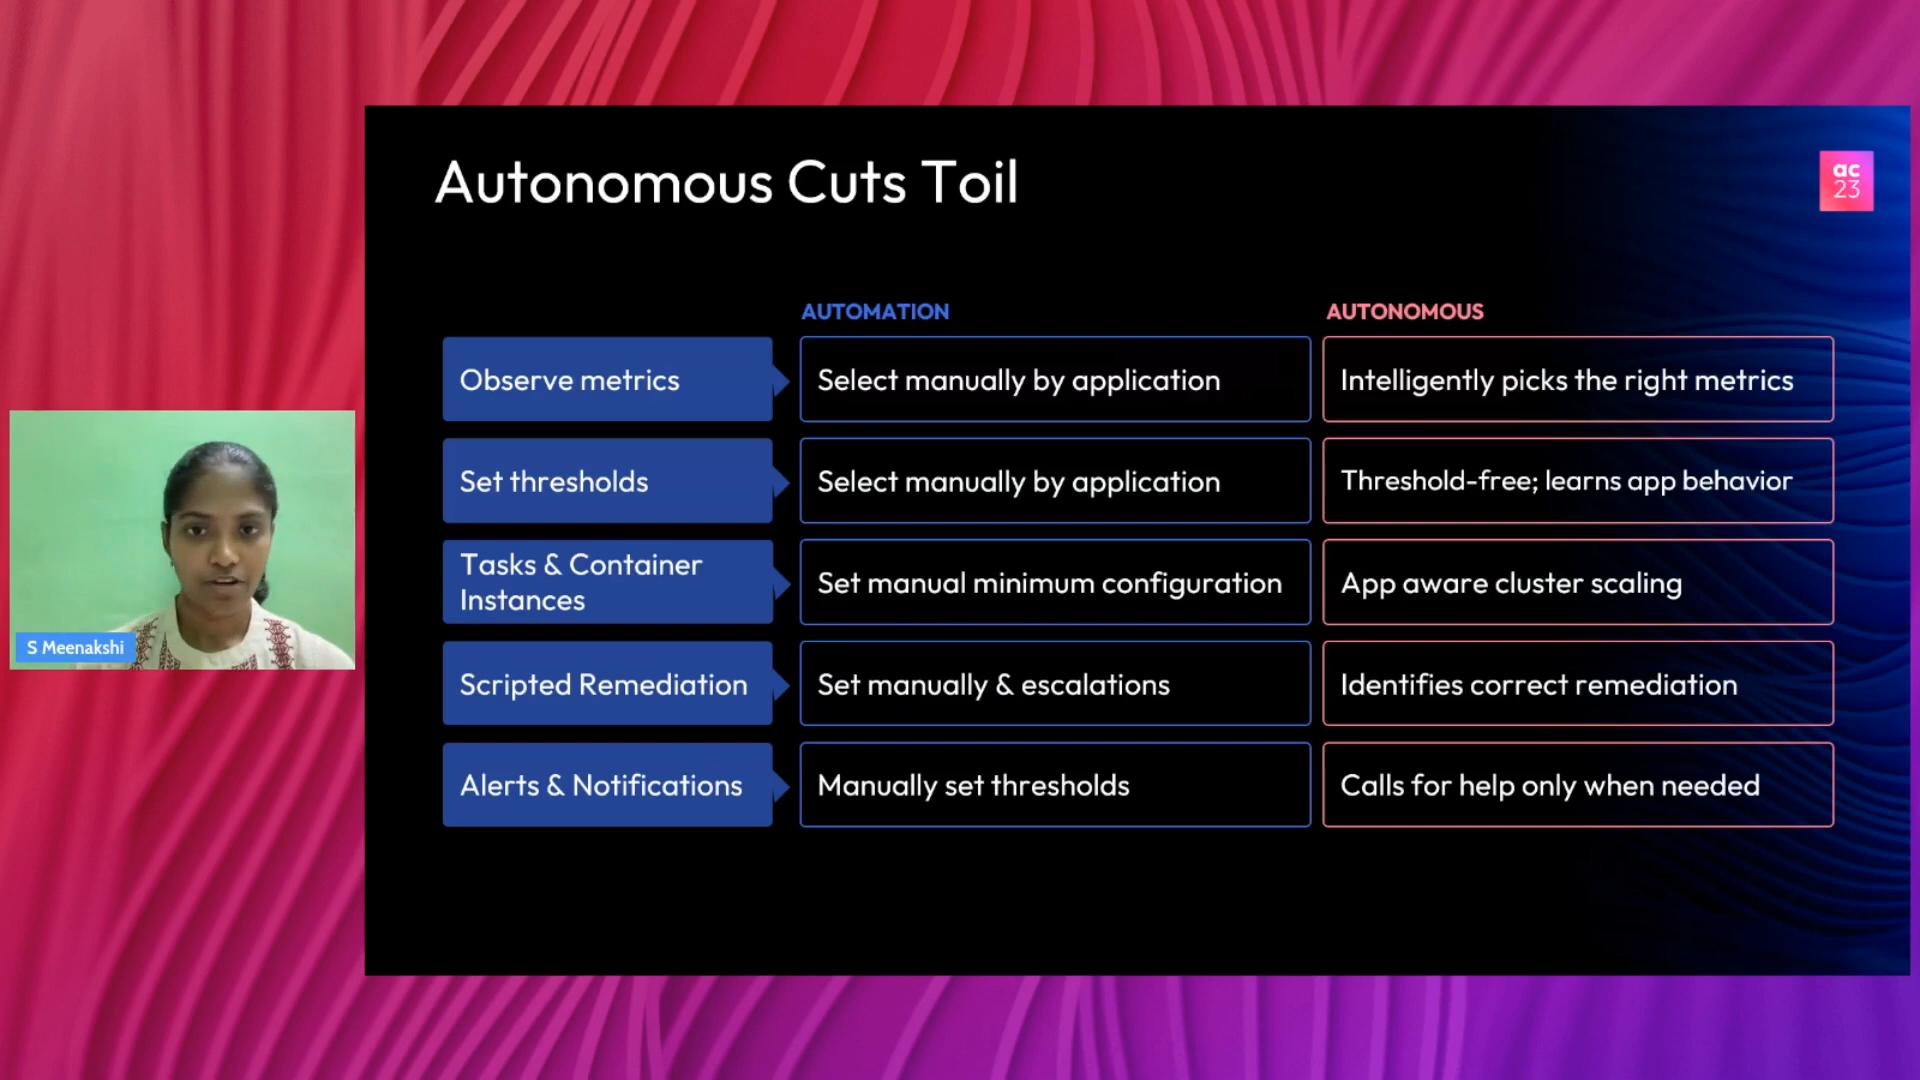 Autonomous Cuts Toil
ac
23
AUTOMATION
AUTONOMOUS
Observe metrics
Select manually by application
Intelligently picks the right metrics
Set thresholds
Select manually by application
Threshold-free; learns app behavior
Tasks & Container
Instances
Set manual minimum configuration
App aware cluster scaling
Scripted Remediation
Set manually & escalations
Identifies correct remediation
Alerts & Notifications
Manually set thresholds
Calls for help only when needed
S Meenakshi